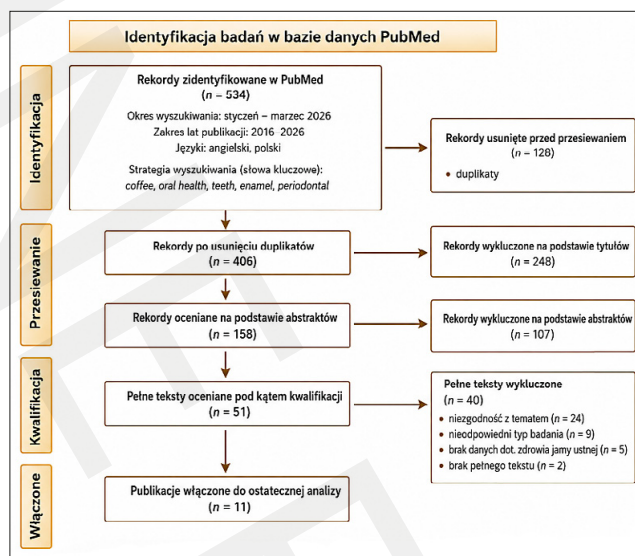 Identyfikacja badań w bazie danych PubMed
Identyfikacja
Rekordy zidentyfikowane w PubMed
(n – 534)
Okres wyszukiwania: styczeń – marzec 2026
Zakres lat publikacji: 2016–2026
Języki: angielski, polski
Strategia wyszukiwania (słowa kluczowe):
coffee, oral health, teeth, enamel, periodontal
Rekordy usunięte przed przesiewaniem
(n – 128)
• duplikaty
Przesiewanie
Rekordy po usunięciu duplikatów
(n = 406)
Rekordy wykluczone na podstawie tytułów
(n = 248)
Rekordy oceniane na podstawie abstraktów
(n = 158)
Rekordy wykluczone na podstawie abstraktów
(n = 107)
Kwalifikacja
Pełne teksty oceniane pod kątem kwalifikacji
(n = 51)
Pełne teksty wykluczone
(n = 40)
• niezgodność z tematem (n = 24)
• nieodpowiedni typ badania (n = 9)
• brak danych dot. zdrowia jamy ustnej (n = 5)
• brak pełnego tekstu (n = 2)
Włączone
Publikacje włączone do ostatecznej analizy
(n = 11)